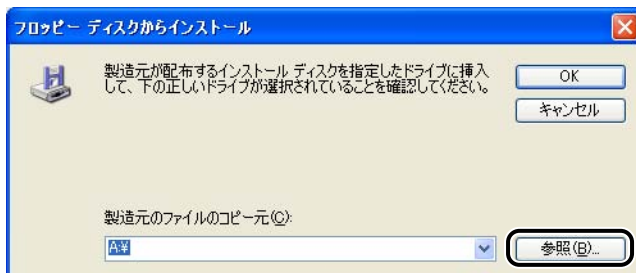 フロッピー ディスクからインストール
製造元が配布するインストール ディスクを指定したドライブに挿入
して、下の正しいドライブが選択されていることを確認してください。
OK
キャンセル
製造元のファイルのコピー元(C):
A:¥
参照(B)...